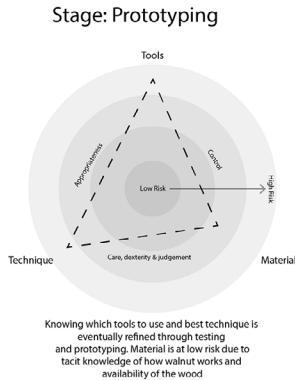 Stage: Prototyping
Tools
Appropriateness
Control
Low Risk
High Risk
Technique
Care, dexterity & judgement
Material
Knowing which tools to use and best technique is
eventually refined through testing
and prototyping. Material is at low risk due to
tacit knowledge of how walnut works and
availability of the wood